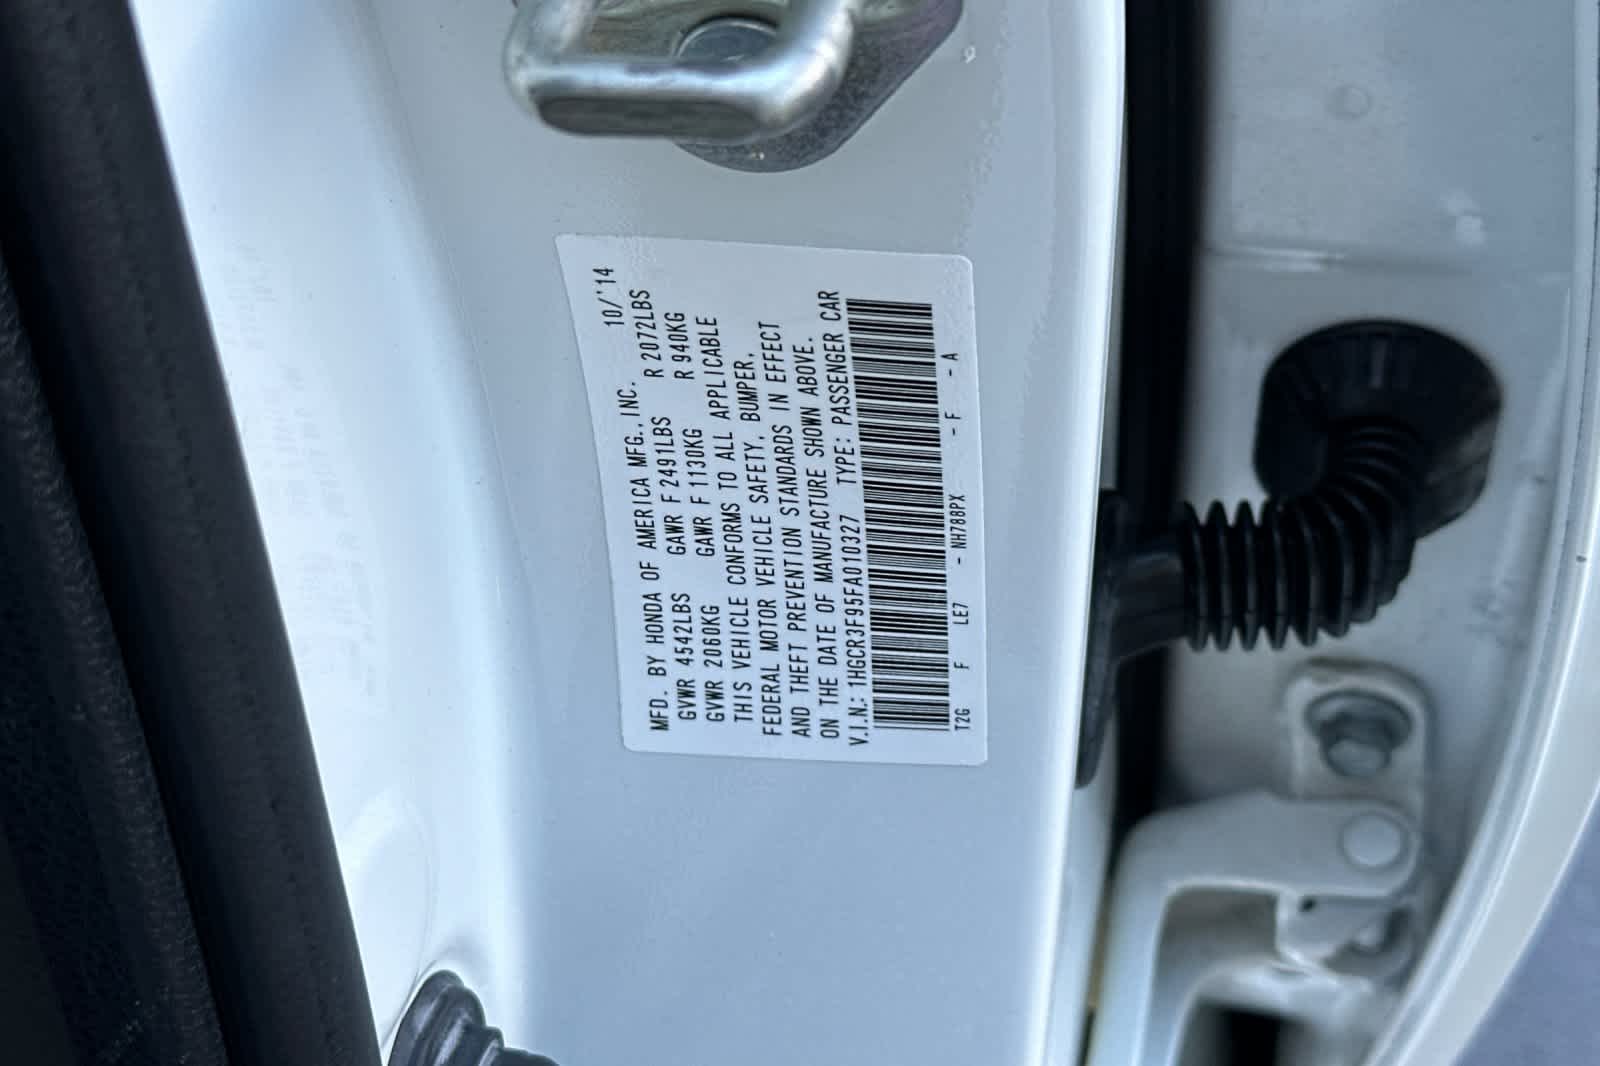 MFD. BY HONDA OF AMERICA MFG., INC. 10/'14
GVWR 4542LBS GAWR F 2491LBS R 2072LBS
GVWR 2060KG GAWR F 1130KG R 940KG
THIS VEHICLE CONFORMS TO ALL APPLICABLE
FEDERAL MOTOR VEHICLE SAFETY, BUMPER,
AND THEFT PREVENTION STANDARDS IN EFFECT
ON THE DATE OF MANUFACTURE SHOWN ABOVE.
V.I.N.: 1HGCR3F95FA010327 TYPE: PASSENGER CAR
T2G F LE7 - NH788PX - F - A